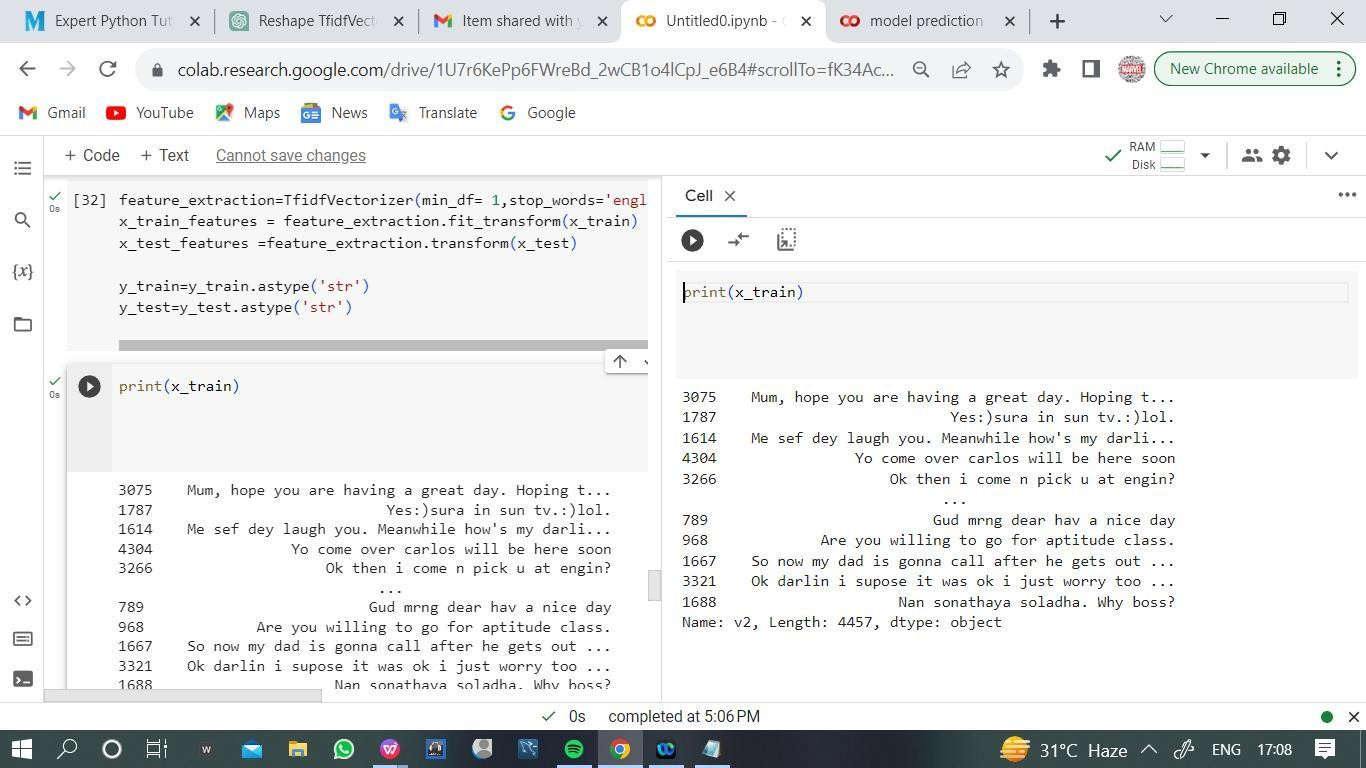 Expert Python Tut
Reshape TfidfVect
Item shared with
Untitled0.ipynb -
model prediction
colab.research.google.com/drive/1U7r6KePp6FWreBd_2wCB1o4lCpJ_e6B4#scrollTo=fK34Ac...
New Chrome available
Gmail
YouTube
Maps
News
Translate
Google
+ Code + Text Cannot save changes
RAM
Disk
[32] feature_extraction=TfidfVectorizer(min_df= 1,stop_words='engl
0s
x_train_features = feature_extraction.fit_transform(x_train)
x_test_features =feature_extraction.transform(x_test)
y_train=y_train.astype('str')
y_test=y_test.astype('str')
0s
print(x_train)
3075 Mum, hope you are having a great day. Hoping t...
1787 Yes:)sura in sun tv.:)lol.
1614 Me sef dey laugh you. Meanwhile how's my darli...
4304 Yo come over carlos will be here soon
3266 Ok then i come n pick u at engin?
...
789 Gud mrng dear hav a nice day
968 Are you willing to go for aptitude class.
1667 So now my dad is gonna call after he gets out ...
3321 Ok darlin i supose it was ok i just worry too ...
1688 Nan sonathaya soladha. Why boss?
Cell
print(x_train)
3075 Mum, hope you are having a great day. Hoping t...
1787 Yes:)sura in sun tv.:)lol.
1614 Me sef dey laugh you. Meanwhile how's my darli...
4304 Yo come over carlos will be here soon
3266 Ok then i come n pick u at engin?
...
789 Gud mrng dear hav a nice day
968 Are you willing to go for aptitude class.
1667 So now my dad is gonna call after he gets out ...
3321 Ok darlin i supose it was ok i just worry too ...
1688 Nan sonathaya soladha. Why boss?
Name: v2, Length: 4457, dtype: object
0s completed at 5:06 PM
31°C Haze
ENG
17:08